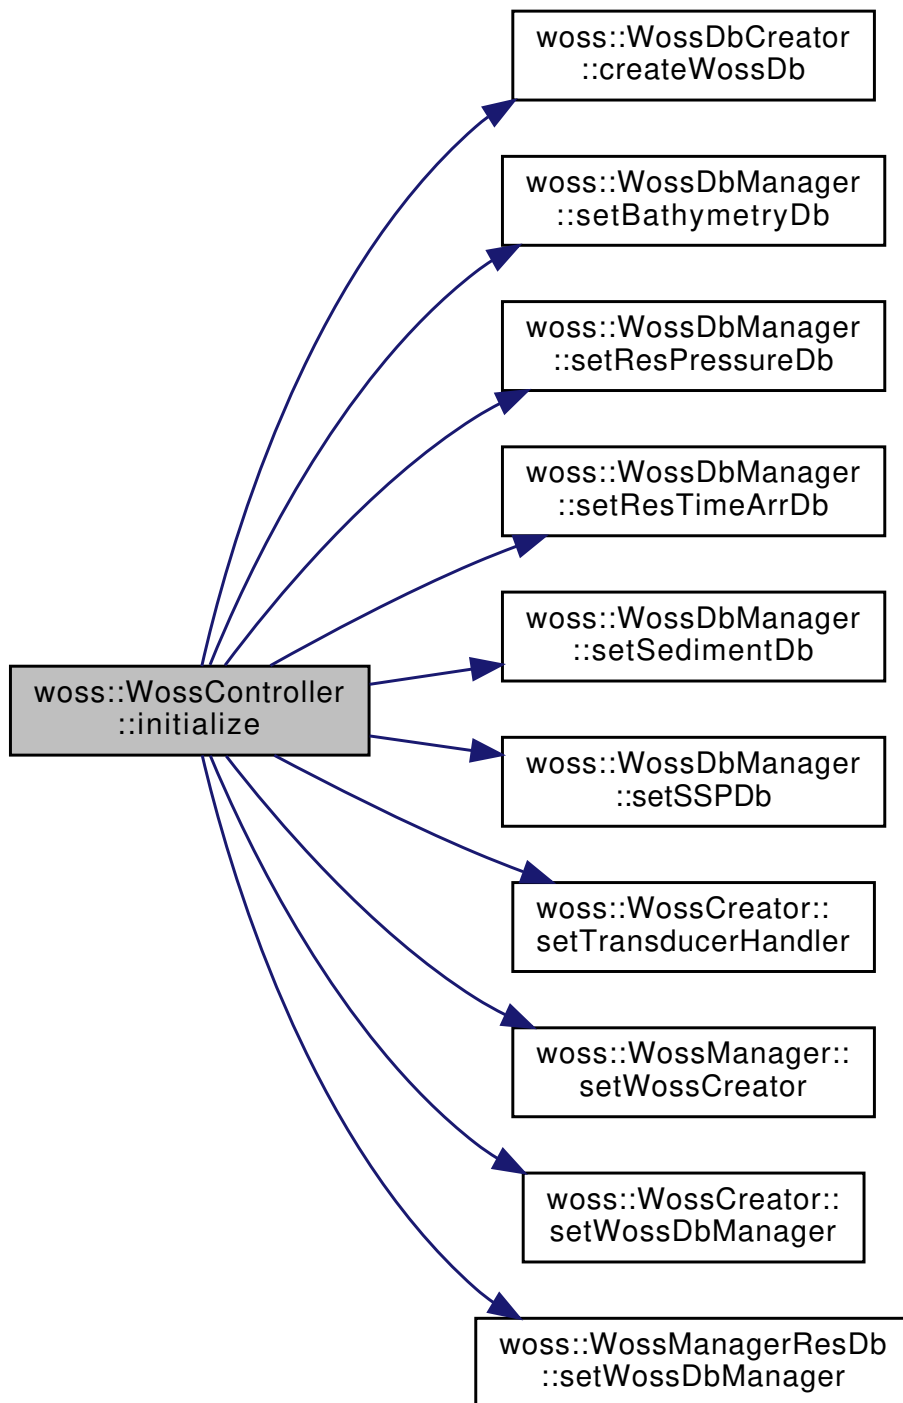 woss::WossDbCreator
::createWossDb
woss::WossDbManager
::setBathymetryDb
woss::WossDbManager
::setResPressureDb
woss::WossDbManager
::setResTimeArrDb
woss::WossDbManager
::setSedimentDb
woss::WossController
::initialize
woss::WossDbManager
::setSSPDb
woss::WossCreator::
setTransducerHandler
woss::WossManager::
setWossCreator
woss::WossCreator::
setWossDbManager
woss::WossManagerResDb
::setWossDbManager